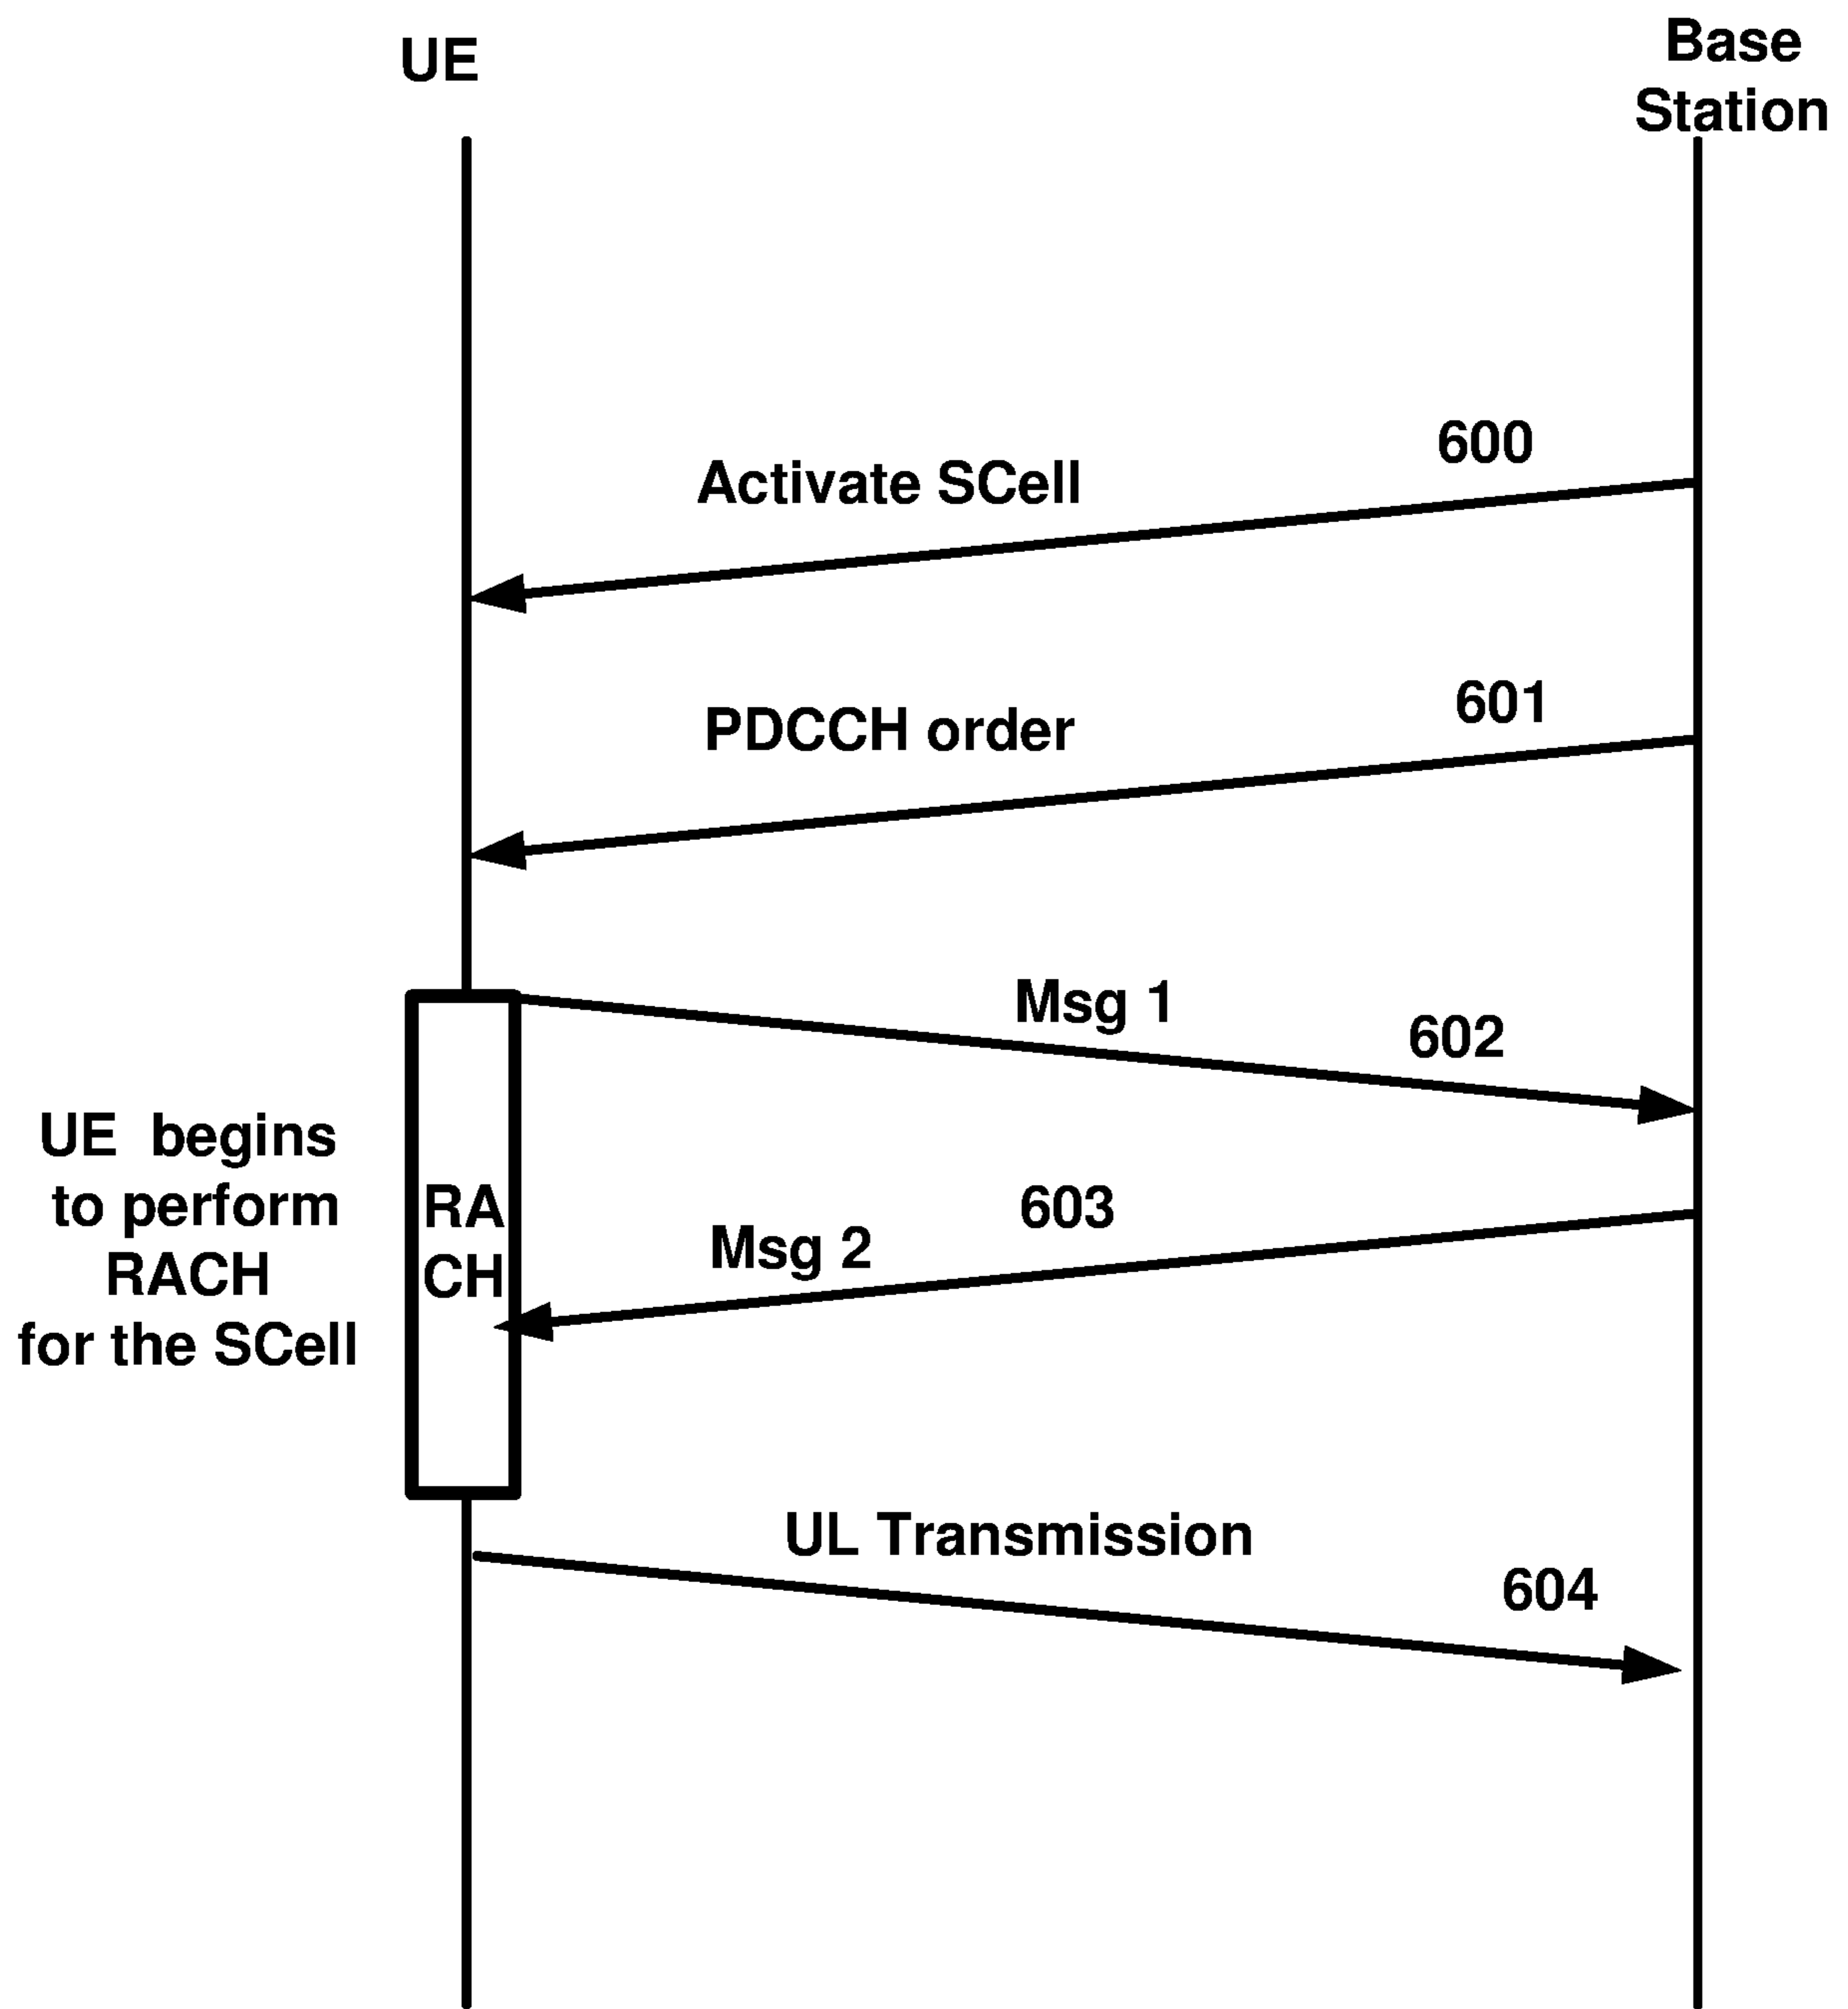 UE
Base
Station
600
Activate SCell
601
PDCCH order
Msg 1
602
UE begins
to perform
RACH
for the SCell
RA
CH
603
Msg 2
UL Transmission
604